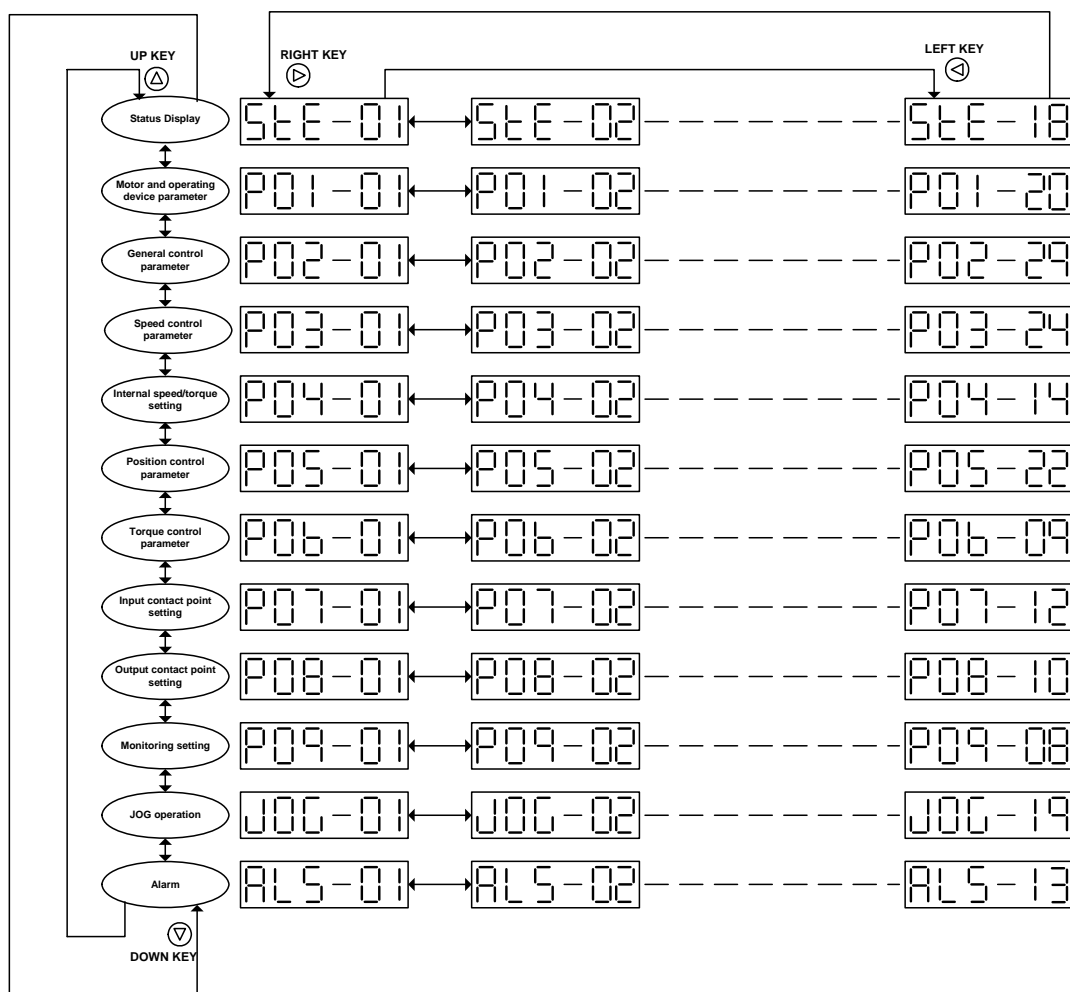 UP KEY
RIGHT KEY
LEFT KEY
Status Display
StE-01
StE-02
StE-18
Motor and operating
device parameter
P01-01
P01-02
P01-20
General control
parameter
P02-01
P02-02
P02-29
Speed control
parameter
P03-01
P03-02
P03-24
Internal speed/torque
setting
P04-01
P04-02
P04-14
Position control
parameter
P05-01
P05-02
P05-22
Torque control
parameter
P06-01
P06-02
P06-09
Input contact point
setting
P07-01
P07-02
P07-12
Output contact point
setting
P08-01
P08-02
P08-10
Monitoring setting
P09-01
P09-02
P09-08
JOG operation
JOG-01
JOG-02
JOG-19
Alarm
ALS-01
ALS-02
ALS-13
DOWN KEY